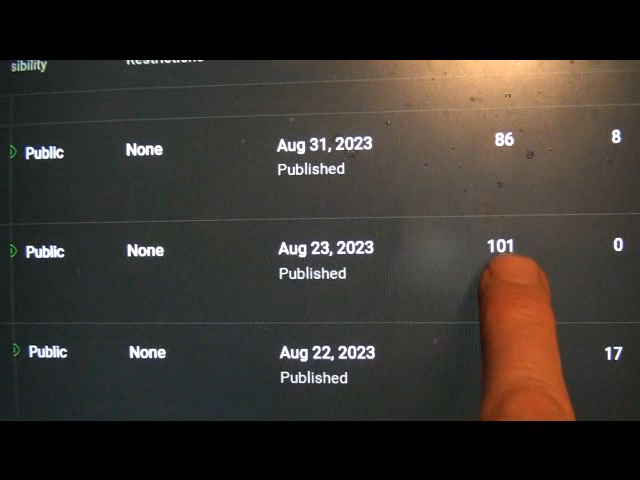 sibility Restrictions
Public None Aug 31, 2023 86 8
Published
Public None Aug 23, 2023 101 0
Published
Public None Aug 22, 2023 17
Published